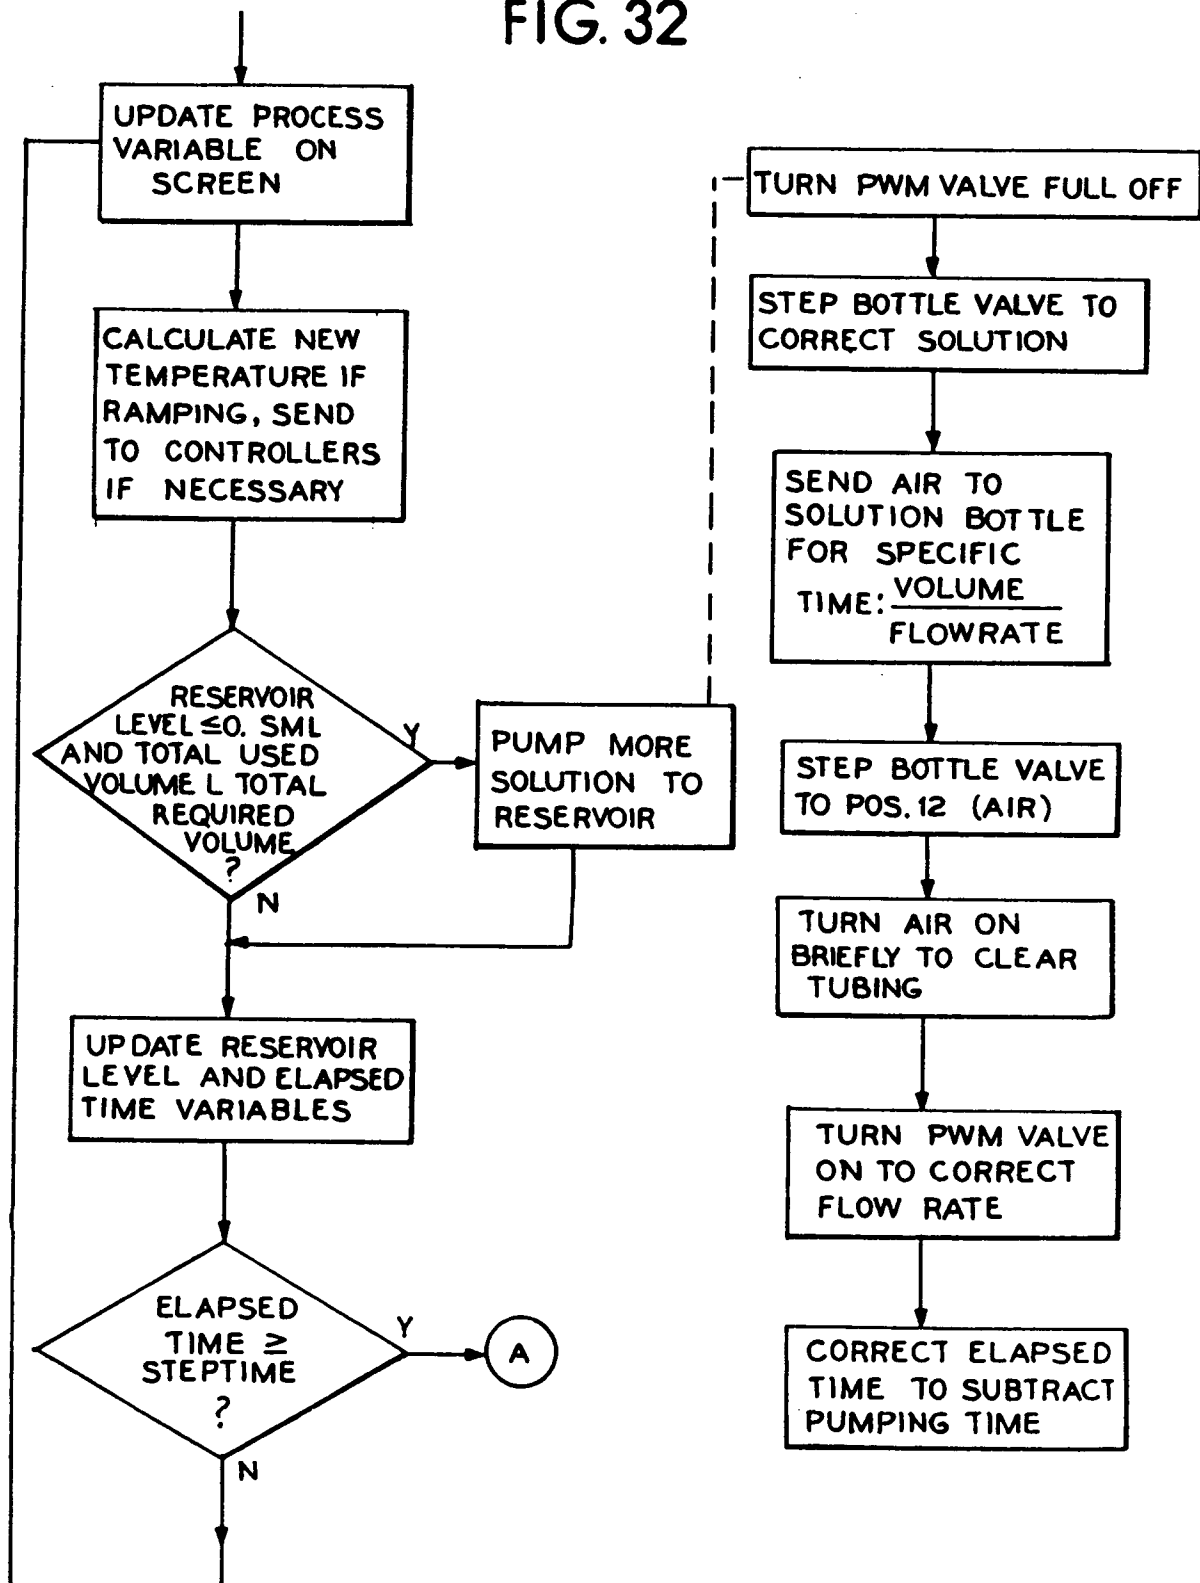 FIG. 32
UPDATE PROCESS
VARIABLE ON
SCREEN
CALCULATE NEW
TEMPERATURE IF
RAMPING, SEND
TO CONTROLLERS
IF NECESSARY
RESERVOIR
LEVEL ≤0. SML
AND TOTAL USED
VOLUME L TOTAL
REQUIRED
VOLUME
?
Y
N
PUMP MORE
SOLUTION TO
RESERVOIR
UPDATE RESERVOIR
LEVEL AND ELAPSED
TIME VARIABLES
ELAPSED
TIME ≥
STEPTIME
?
Y
A
N
TURN PWM VALVE FULL OFF
STEP BOTTLE VALVE TO
CORRECT SOLUTION
SEND AIR TO
SOLUTION BOTTLE
FOR SPECIFIC
TIME: VOLUME
FLOWRATE
STEP BOTTLE VALVE
TO POS. 12 (AIR)
TURN AIR ON
BRIEFLY TO CLEAR
TUBING
TURN PWM VALVE
ON TO CORRECT
FLOW RATE
CORRECT ELAPSED
TIME TO SUBTRACT
PUMPING TIME